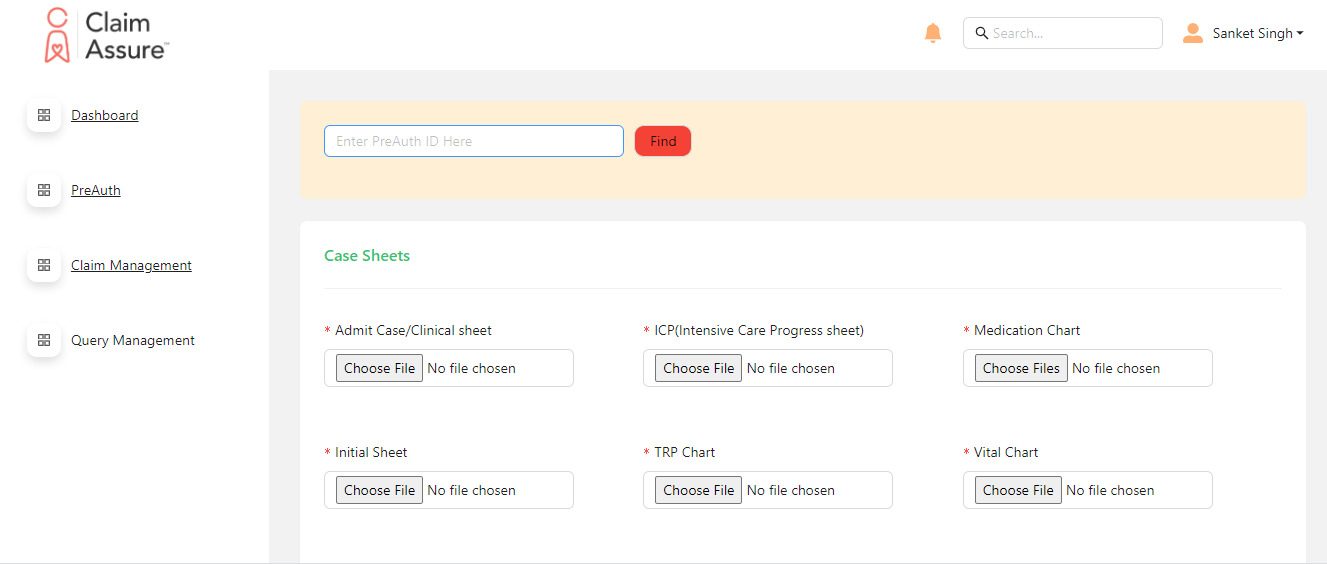 Claim
Assure™
Search...
Sanket Singh
Dashboard
PreAuth
Claim Management
Query Management
Enter PreAuth ID Here
Find
Case Sheets
* Admit Case/Clinical sheet
* ICP(Intensive Care Progress sheet)
* Medication Chart
Choose File No file chosen
Choose File No file chosen
Choose Files No file chosen
* Initial Sheet
* TRP Chart
* Vital Chart
Choose File No file chosen
Choose File No file chosen
Choose File No file chosen